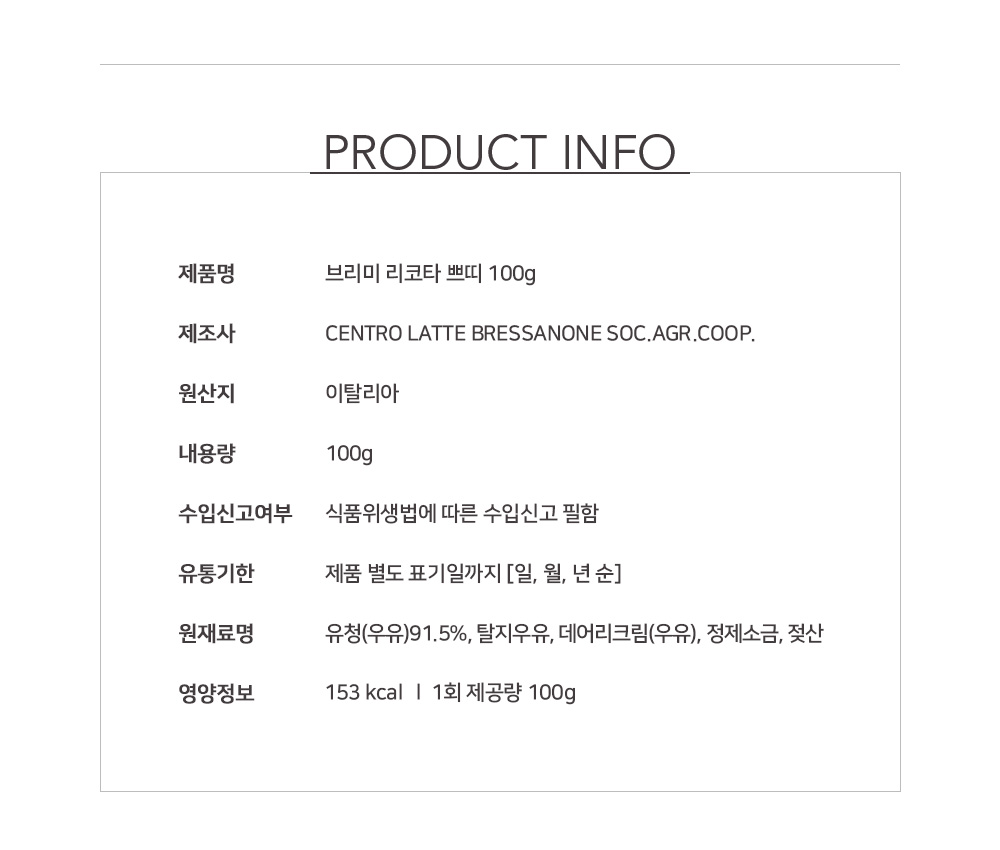 PRODUCT INFO
제품명 브리미 리코타 쁘띠 100g
제조사 CENTRO LATTE BRESSANONE SOC.AGR.COOP.
원산지 이탈리아
내용량 100g
수입신고여부 식품위생법에 따른 수입신고 필함
유통기한 제품 별도 표기일까지 [일, 월, 년 순]
원재료명 유청(우유)91.5%, 탈지우유, 데어리크림(우유), 정제소금, 젖산
영양정보 153 kcal ㅣ 1회 제공량 100g